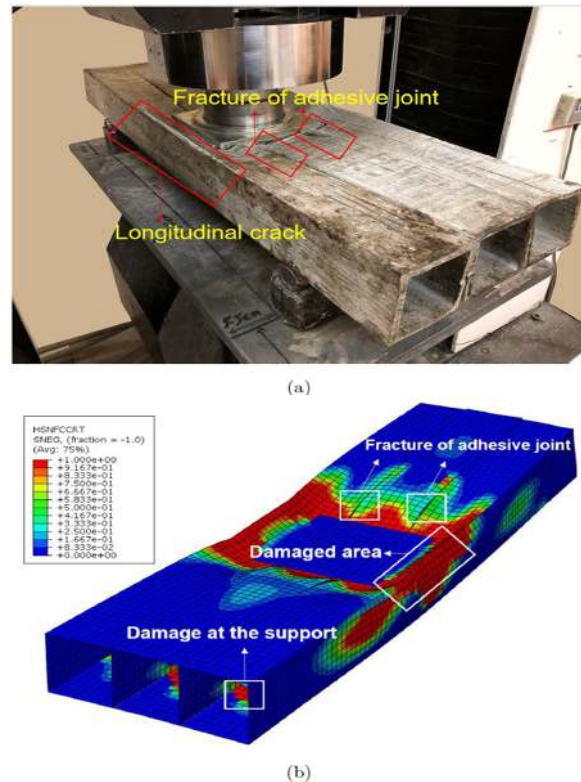 Fracture of adhesive joint
Longitudinal crack
5.5cm
(a)
HSNFCCRT
SNEG, (fraction = -1.0)
(Avg: 75%)
+1.000e+00
+9.167e-01
+8.333e-01
+7.500e-01
+6.667e-01
+5.833e-01
+5.000e-01
+4.167e-01
+3.333e-01
+2.500e-01
+1.667e-01
+8.333e-02
+0.000e+00
Fracture of adhesive joint
Damaged area
Damage at the support
(b)